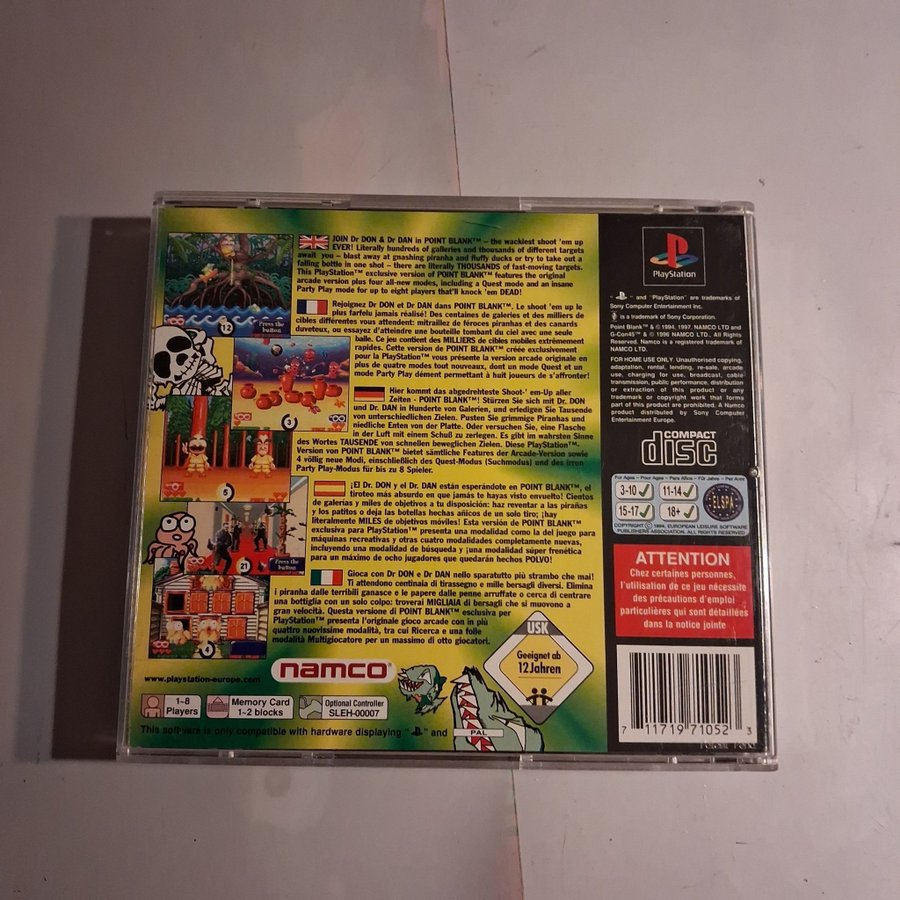 JOIN Dr DON & Dr DAN in POINT BLANK™ – the wackiest shoot 'em up
EVER! Literally hundreds of galleries and thousands of different targets
await you – blast away at gnashing piranha and fluffy ducks or try to take out a
falling bottle in one shot – there are literally THOUSANDS of fast-moving targets.
This PlayStation™ exclusive version of POINT BLANK™ features the original
arcade version plus four all-new modes, including a Quest mode and an insane
Party Play mode for up to eight players that'll knock 'em DEAD!
Rejoignez Dr DON et Dr DAN dans POINT BLANK™. Le shoot 'em up le
plus farfelu jamais réalisé! Des centaines de galeries et des milliers de
cibles différentes vous attendent: mitraillez de féroces piranhas et des canards
duveteux, ou essayez d'atteindre une bouteille tombant du ciel avec une seule
balle. Ce jeu contient des MILLIERS de cibles mobiles extrêmement
rapides. Cette version de POINT BLANK™ créée exclusivement
pour la PlayStation™ vous présente la version arcade originale en
plus de quatre modes tout nouveaux, dont un mode Quest et un
mode Party Play dément permettant à huit joueurs de s'affronter!
Hier kommt das abgedrehteste Shoot-' em-Up aller
Zeiten - POINT BLANK™! Stürzen Sie sich mit Dr. DON
und Dr. DAN in Hunderte von Galerien, und erledigen Sie Tausende
von unterschiedlichen Zielen. Pusten Sie grimmige Piranhas und
niedliche Enten von der Platte. Oder versuchen Sie, eine Flasche
in der Luft mit einem Schuß zu zerlegen. Es gibt im wahrsten Sinne
des Wortes TAUSENDE von schnellen beweglichen Zielen. Diese PlayStation™-
Version von POINT BLANK™ bietet sämtliche Features der Arcade-Version sowie
4 völlig neue Modi, einschließlich des Quest-Modus (Suchmodus) und des irren
Party Play-Modus für bis zu 8 Spieler.
¡El Dr. DON y el Dr. DAN están esperándote en POINT BLANK™, el
tiroteo más absurdo en que jamás te hayas visto envuelto! Cientos
de galerías y miles de objetivos a tu disposición: haz reventar a las pirañas
y los patitos o deja las botellas hechas añicos de un solo tiro; ¡hay
literalmente MILES de objetivos móviles! Esta versión de POINT BLANK™
exclusiva para PlayStation™ presenta una modalidad como la del juego para
máquinas recreativas y otras cuatro modalidades completamente nuevas,
incluyendo una modalidad de búsqueda y ¡una modalidad súper frenética
para un máximo de ocho jugadores que quedarán hechos POLVO!
Gioca con Dr DON e Dr DAN nello sparatutto più strambo che mai!
Ti attendono centinaia di tirassegno e mille bersagli diversi. Elimina
i piranha dalle terribili ganasce e le papere dalle penne arruffate o cerca di centrare
una bottiglia con un solo colpo: troverai MIGLIAIA di bersagli che si muovono a
gran velocità. Questa versione di POINT BLANK™ esclusiva per
PlayStation™ presenta l'originale gioco arcade con in più
quattro nuovissime modalità, tra cui Ricerca e una folle
modalità Multigiocatore per un massimo di otto giocatori.
12
Press the
button
3
5
21
Press the
button
4
www.playstation-europe.com
namco®
USK
Geeignet ab
12 Jahren
1~8
Players
Memory Card
1~2 blocks
Optional Controller
SLEH-00007
This software is only compatible with hardware displaying " " and
PAL
PlayStation
" " and "PlayStation" are trademarks of
Sony Computer Entertainment Inc.
is a trademark of Sony Corporation.
Point Blank™ & © 1994, 1997 NAMCO LTD and
G-Con45™ & © 1996 NAMCO LTD, All Rights
Reserved. Namco is a registered trademark of
NAMCO LTD.
FOR HOME USE ONLY. Unauthorised copying,
adaptation, rental, lending, re-sale, arcade
use, charging for use, broadcast, cable
transmission, public performance, distribution
or extraction of this product or any
trademark or copyright work that forms
part of this product are prohibited. A Namco
product distributed by Sony Computer
Entertainment Europe.
COMPACT
disc
For Ages - Pour Ages - Para Años - Für Jahre - Per Anni
3-10
11-14
15-17
18+
ELSPA
COPYRIGHT © 1994, EUROPEAN LEISURE SOFTWARE
PUBLISHERS ASSOCIATION, ALL RIGHTS RESERVED
ATTENTION
Chez certaines personnes,
l'utilisation de ce jeu nécessite
des précautions d'emploi
particulières qui sont détaillées
dans la notice jointe
7 11719 71052 3
Patent Pend